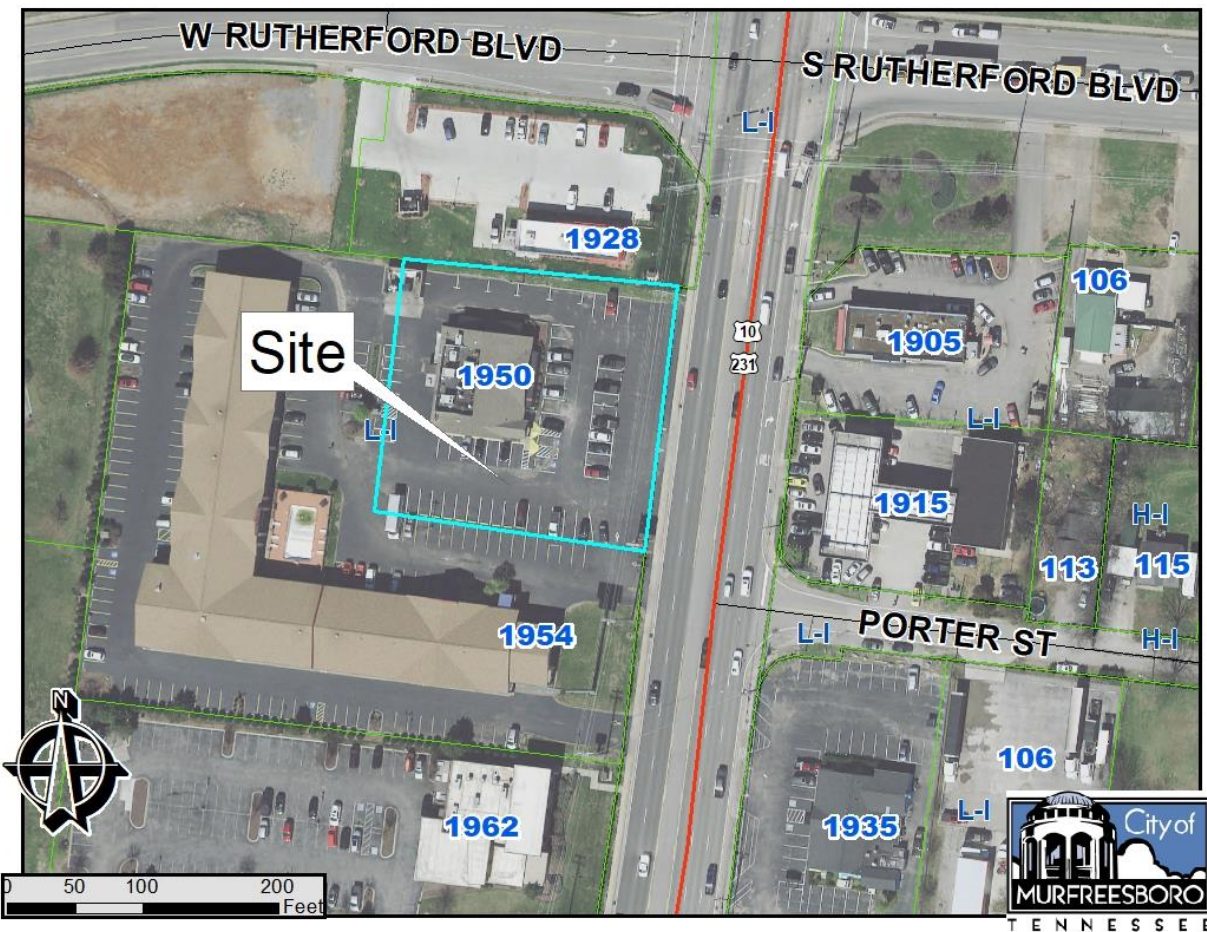 W RUTHERFORD BLVD
S RUTHERFORD BLVD
L-I
1928
106
10
231
1905
Site
1950
L-I
L-I
1915
H-I
113
115
1954
L-I
PORTER ST
H-I
N
106
1962
1935
L-I
City of
MURFREESBORO
TENNESSEE
0 50 100 200
Feet